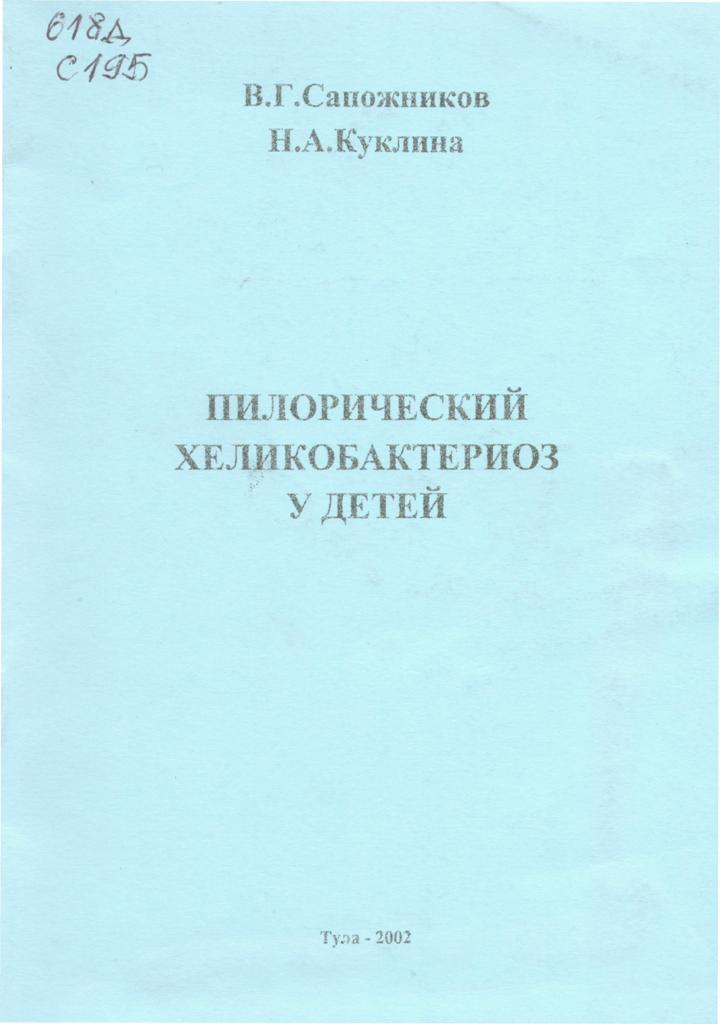 618д
С195
В.Г.Сапожников
Н.А.Куклина
ПИЛОРИЧЕСКИЙ
ХЕЛИКОБАКТЕРИОЗ
У ДЕТЕЙ
Тула - 2002